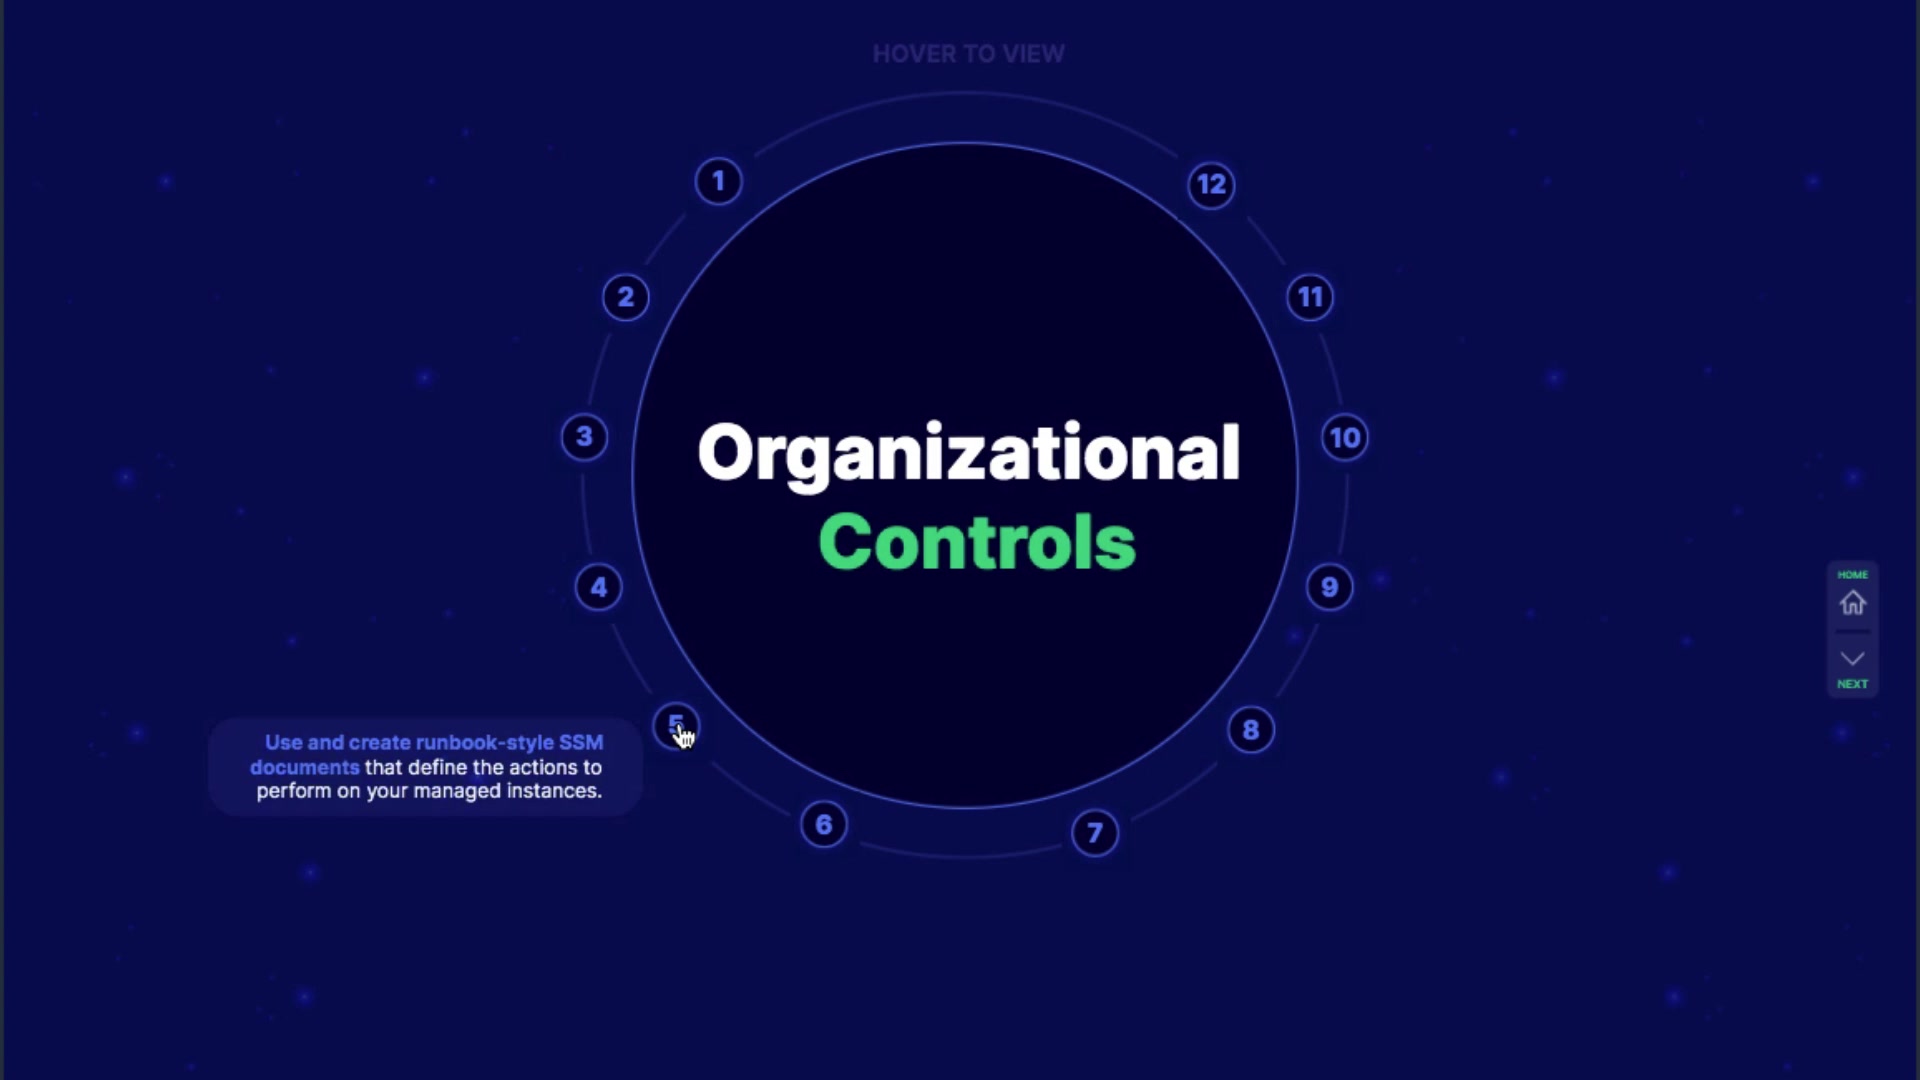 HOVER TO VIEW
1
12
2
11
3
10
Organizational
Controls
4
9
HOME
NEXT
5
8
Use and create runbook-style SSM
documents that define the actions to
perform on your managed instances.
6
7